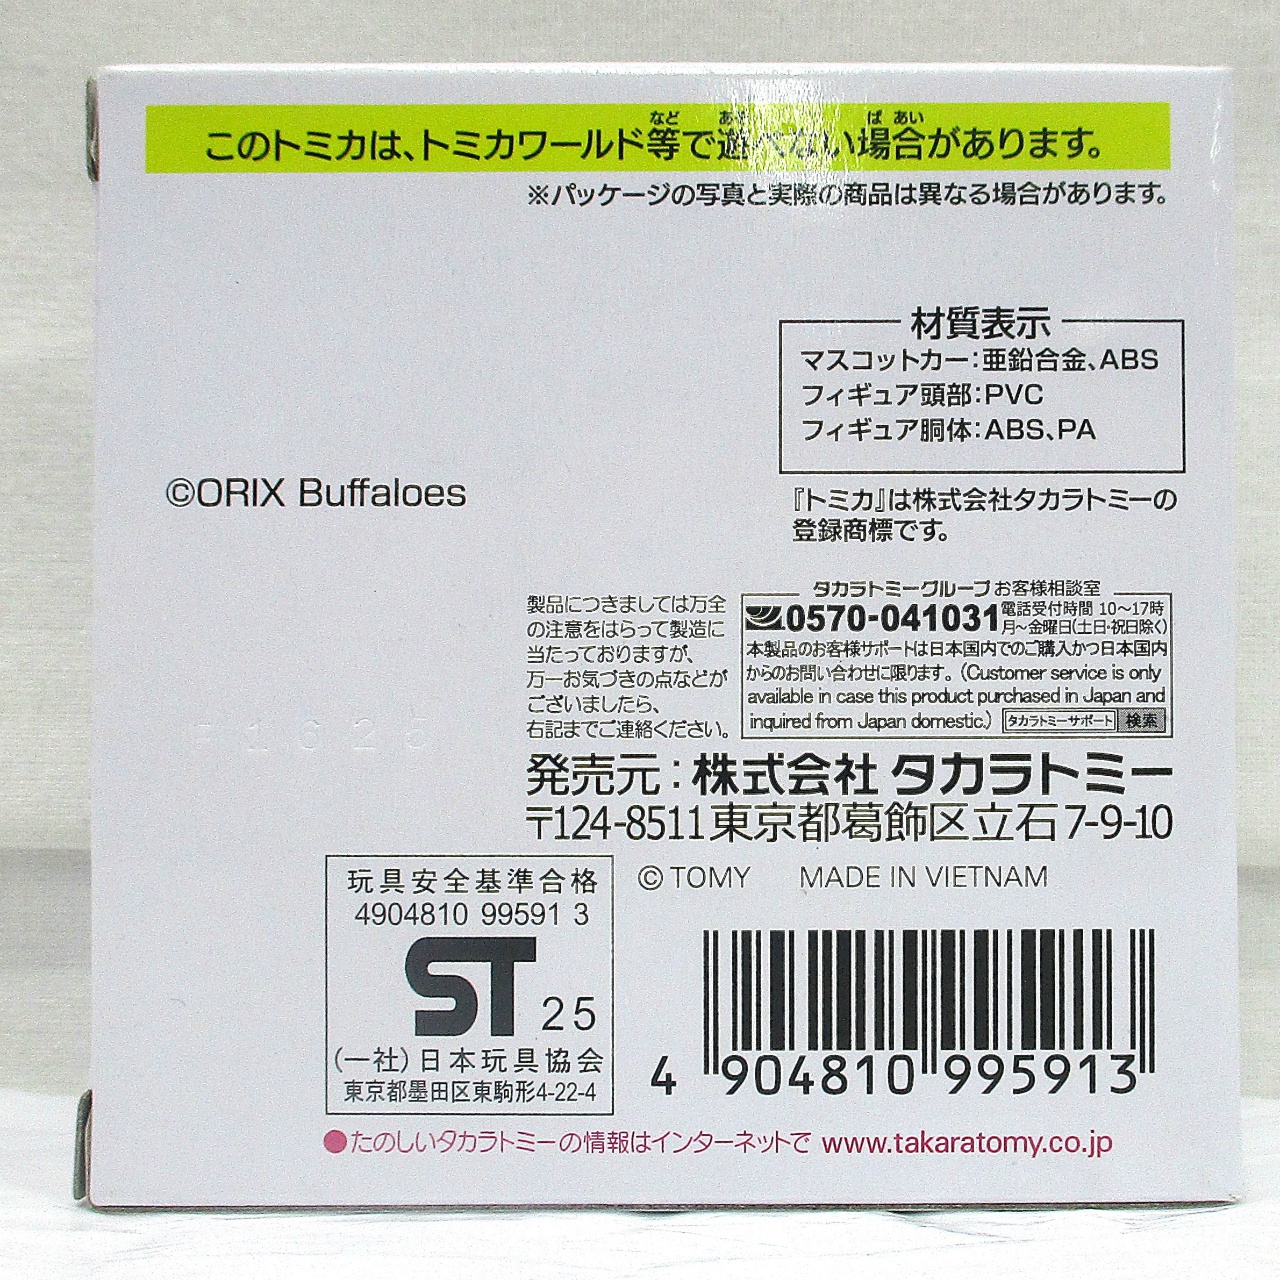 このトミカは、トミカワールド等で遊べない場合があります。
など あそ ば あい
※パッケージの写真と実際の商品は異なる場合があります。
材質表示
マスコットカー：亜鉛合金、ABS
フィギュア頭部：PVC
フィギュア胴体：ABS、PA
©ORIX Buffaloes
『トミカ』は株式会社タカラトミーの
登録商標です。
製品につきましては万全
の注意をはらって製造に
当たっておりますが、
万一お気づきの点などが
ございましたら、
右記までご連絡ください。
タカラトミーグループお客様相談室
0570-041031 電話受付時間 10～17時
月～金曜日(土日・祝日除く)
本製品のお客様サポートは日本国内でのご購入かつ日本国内
からのお問い合わせに限ります。(Customer service is only
available in case this product purchased in Japan and
inquired from Japan domestic.) タカラトミーサポート 検索
発売元：株式会社 タカラトミー
〒124-8511 東京都葛飾区立石 7-9-10
© TOMY MADE IN VIETNAM
玩具安全基準合格
4904810 99591 3
ST 25
(一社)日本玩具協会
東京都墨田区東駒形4-22-4
4 904810 995913
●たのしいタカラトミーの情報はインターネットで www.takaratomy.co.jp